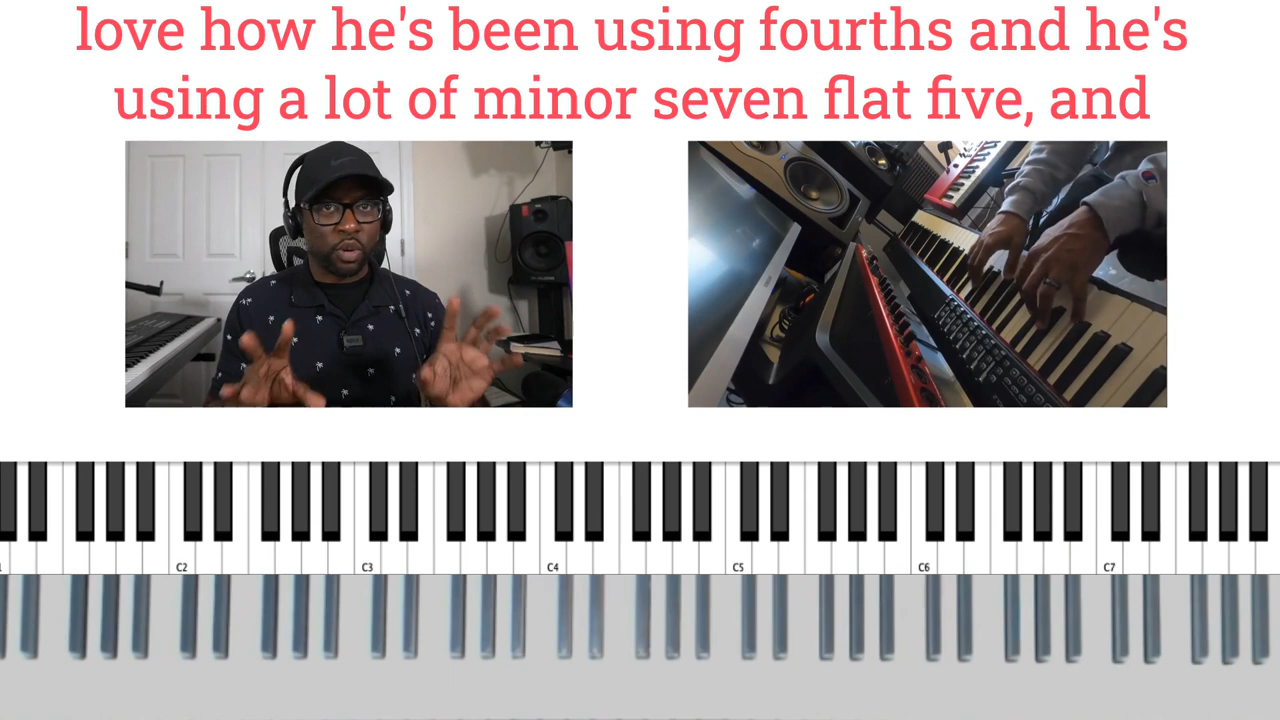 love how he's been using fourths and he's
using a lot of minor seven flat five, and
C2 C3 C4 C5 C6 C7